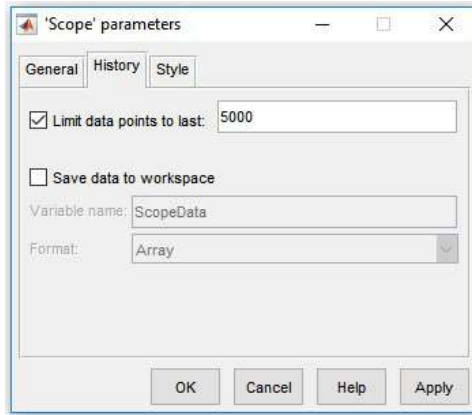 'Scope' parameters
General History Style
Limit data points to last: 5000
Save data to workspace
Variable name: ScopeData
Format: Array
OK Cancel Help Apply